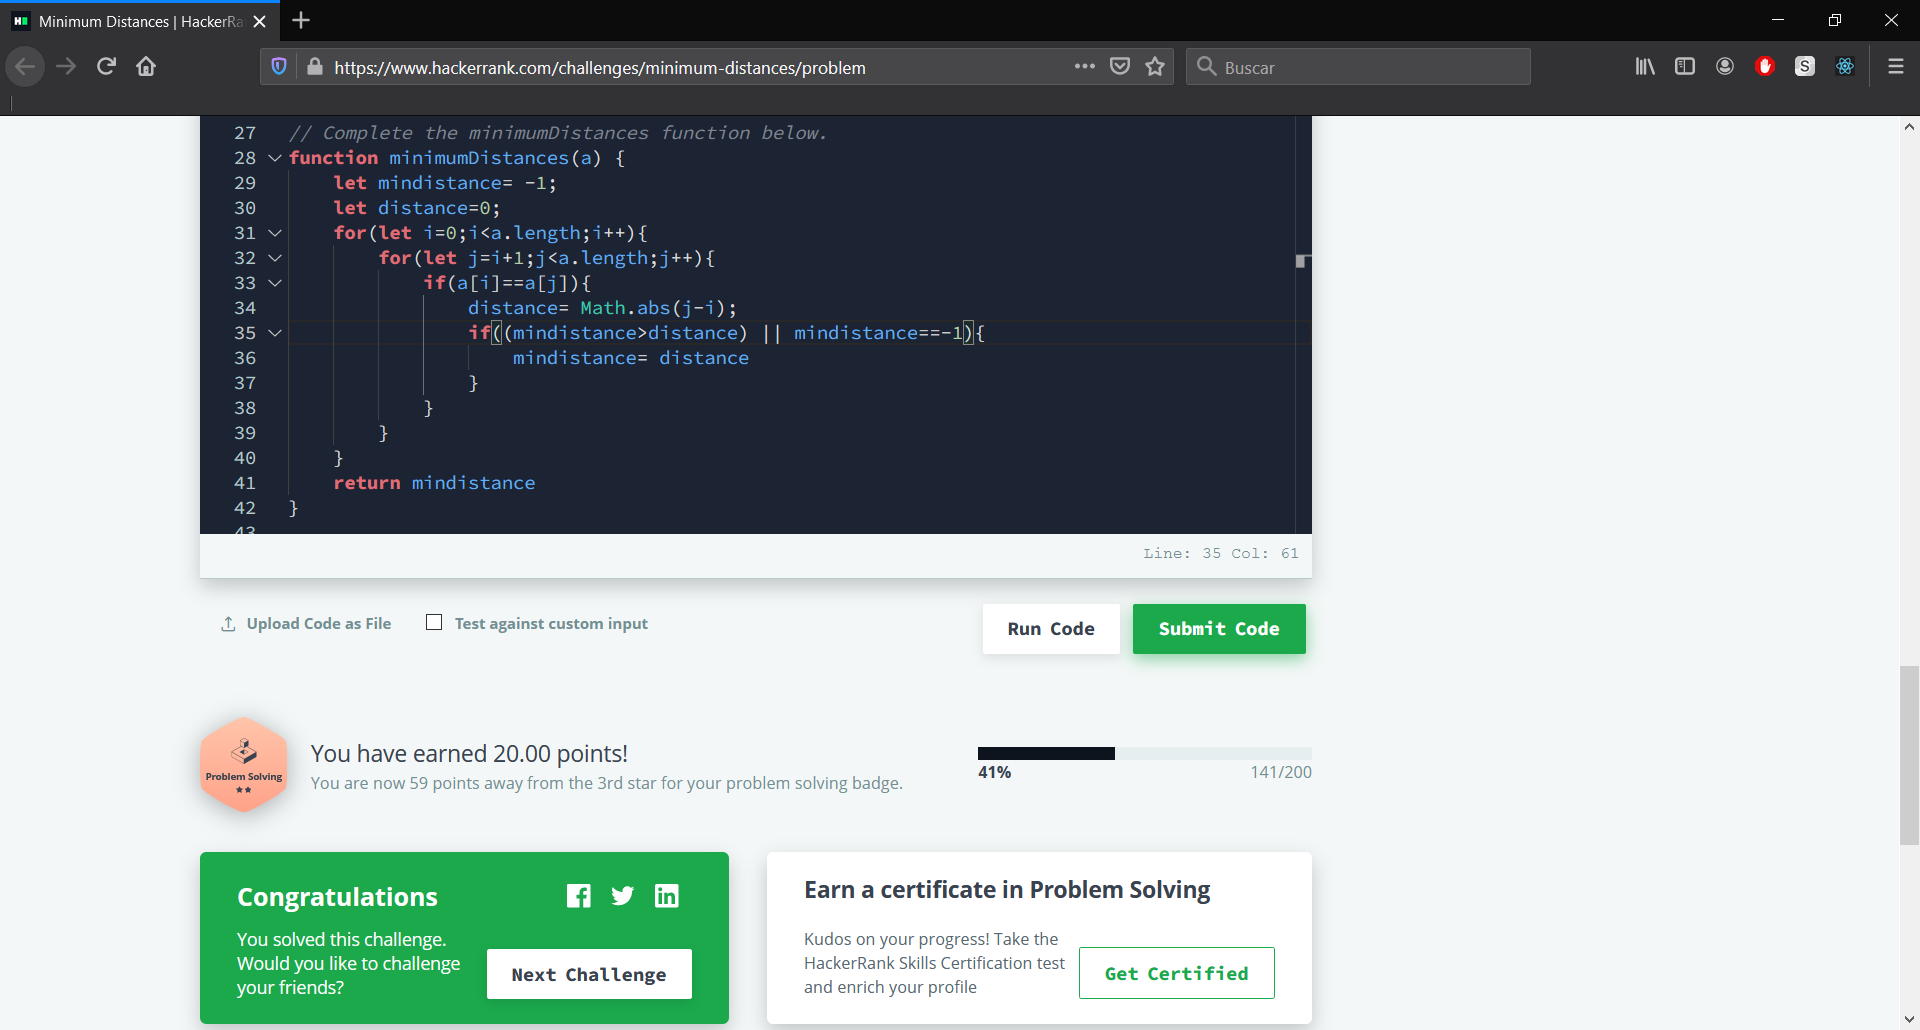 Minimum Distances | HackerRa
https://www.hackerrank.com/challenges/minimum-distances/problem
Buscar
27 // Complete the minimumDistances function below.
28 function minimumDistances(a) {
29 let mindistance= -1;
30 let distance=0;
31 for(let i=0;i<a.length;i++){
32 for(let j=i+1;j<a.length;j++){
33 if(a[i]==a[j]){
34 distance= Math.abs(j-i);
35 if((mindistance>distance) || mindistance==-1){
36 mindistance= distance
37 }
38 }
39 }
40 }
41 return mindistance
42 }
43
Line: 35 Col: 61
Upload Code as File
Test against custom input
Run Code
Submit Code
Problem Solving
You have earned 20.00 points!
You are now 59 points away from the 3rd star for your problem solving badge.
41%
141/200
Congratulations
You solved this challenge.
Would you like to challenge
your friends?
Next Challenge
Earn a certificate in Problem Solving
Kudos on your progress! Take the
HackerRank Skills Certification test
and enrich your profile
Get Certified